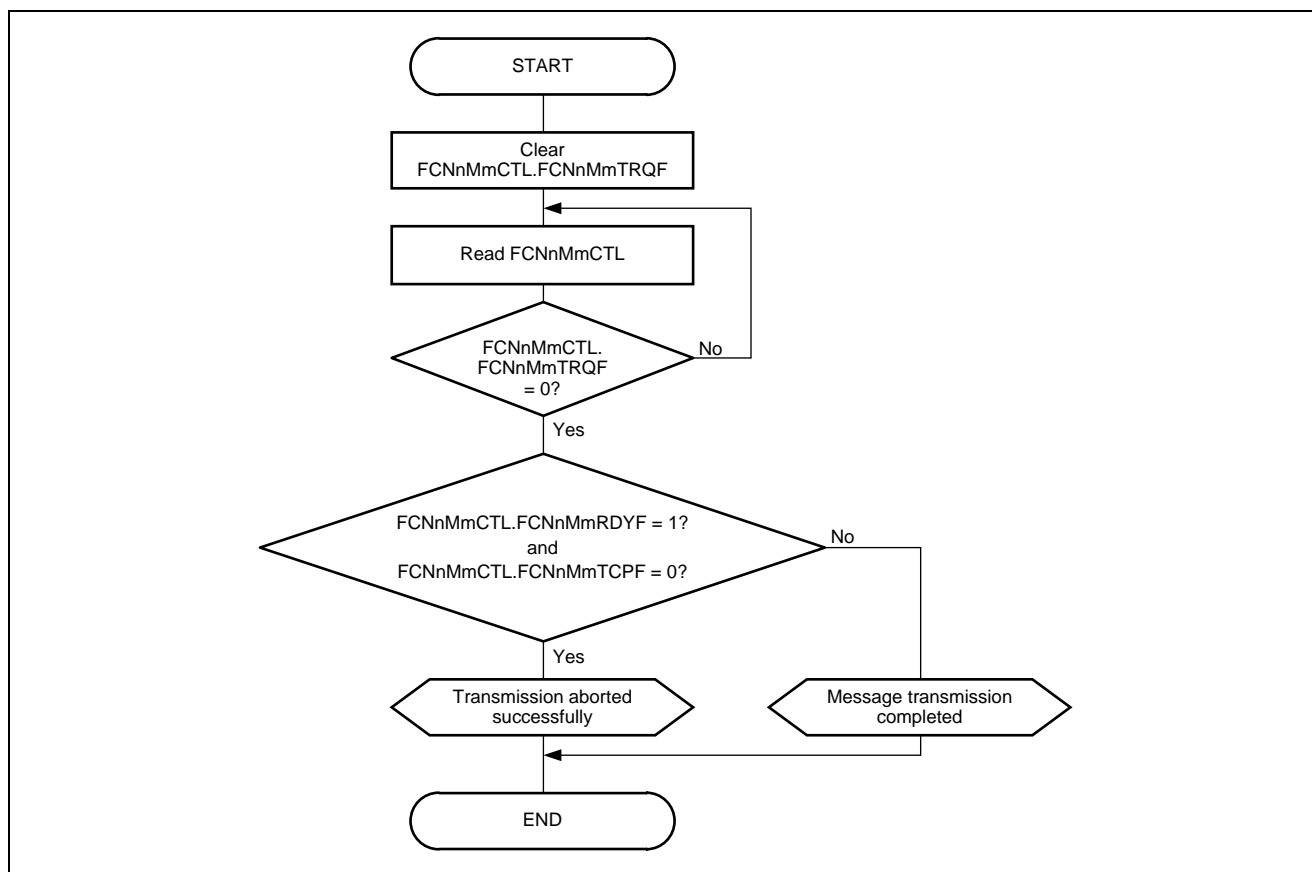 START
Clear
FCNnMmCTL.FCNnMmTRQF
Read FCNnMmCTL
FCNnMmCTL.
FCNnMmTRQF
= 0?
No
Yes
FCNnMmCTL.FCNnMmRDYF = 1?
and
FCNnMmCTL.FCNnMmTCPF = 0?
No
Yes
Transmission aborted
successfully
Message transmission
completed
END